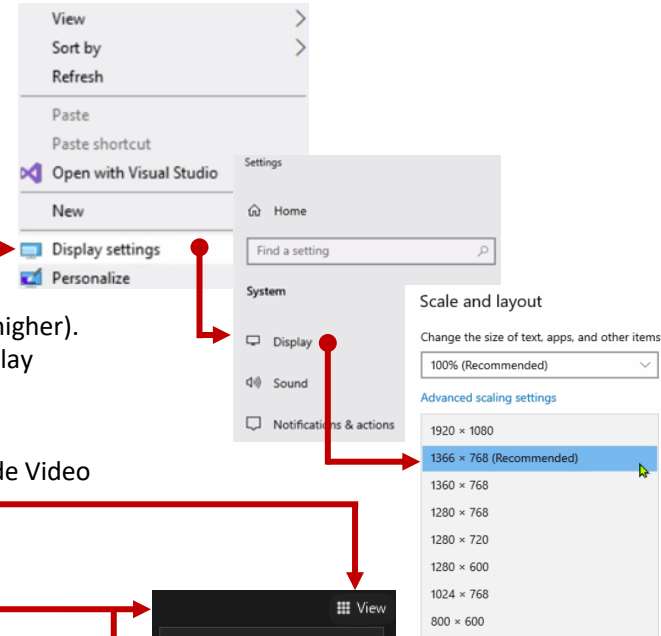 View
Sort by
Refresh
Paste
Paste shortcut
Open with Visual Studio
New
Display settings
Personalize
higher).
lay
de Video
Settings
Home
Find a setting
System
Display
Sound
Notifications & actions
Scale and layout
Change the size of text, apps, and other items
100% (Recommended)
Advanced scaling settings
1920 × 1080
1366 × 768 (Recommended)
1360 × 768
1280 × 768
1280 × 720
1280 × 600
1024 × 768
800 × 600
View